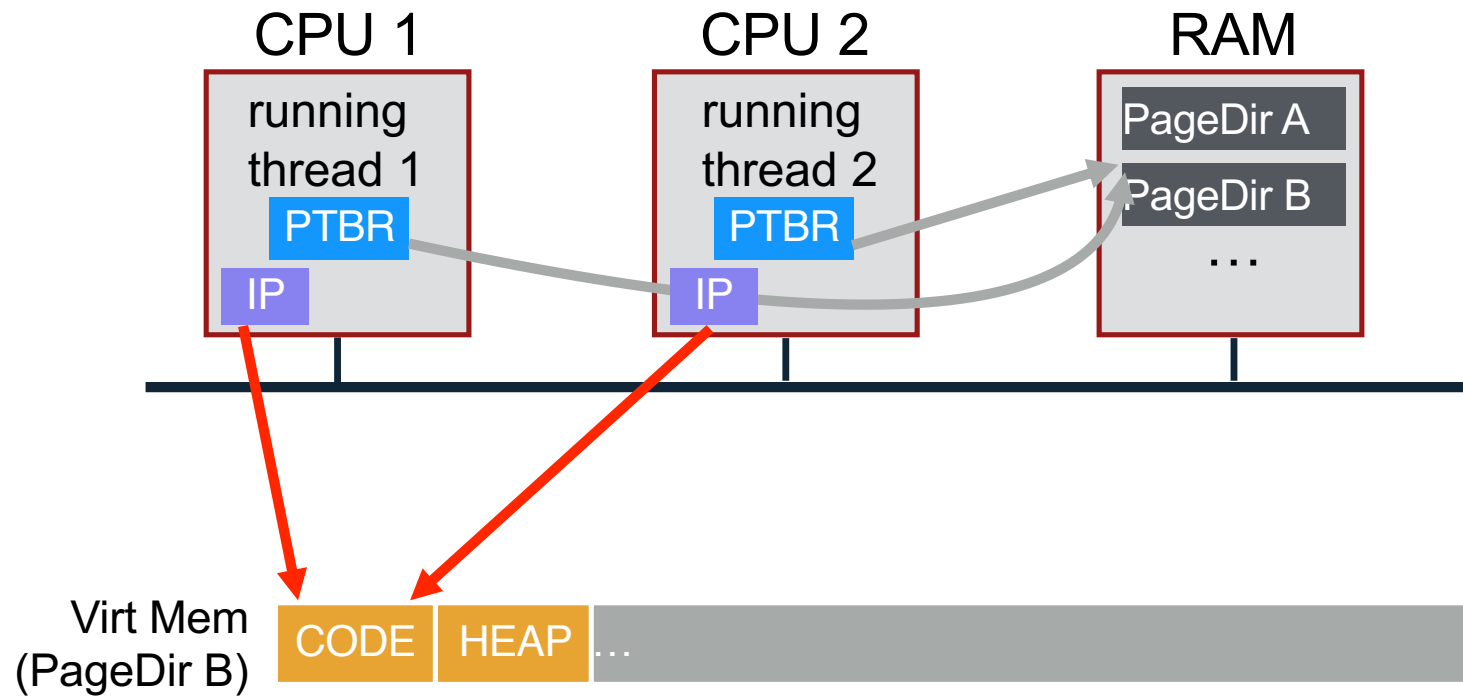 CPU 1
CPU 2
RAM
running
thread 1
PTBR
IP
running
thread 2
PTBR
IP
PageDir A
PageDir B
…
Virt Mem
(PageDir B)
CODE
HEAP
…